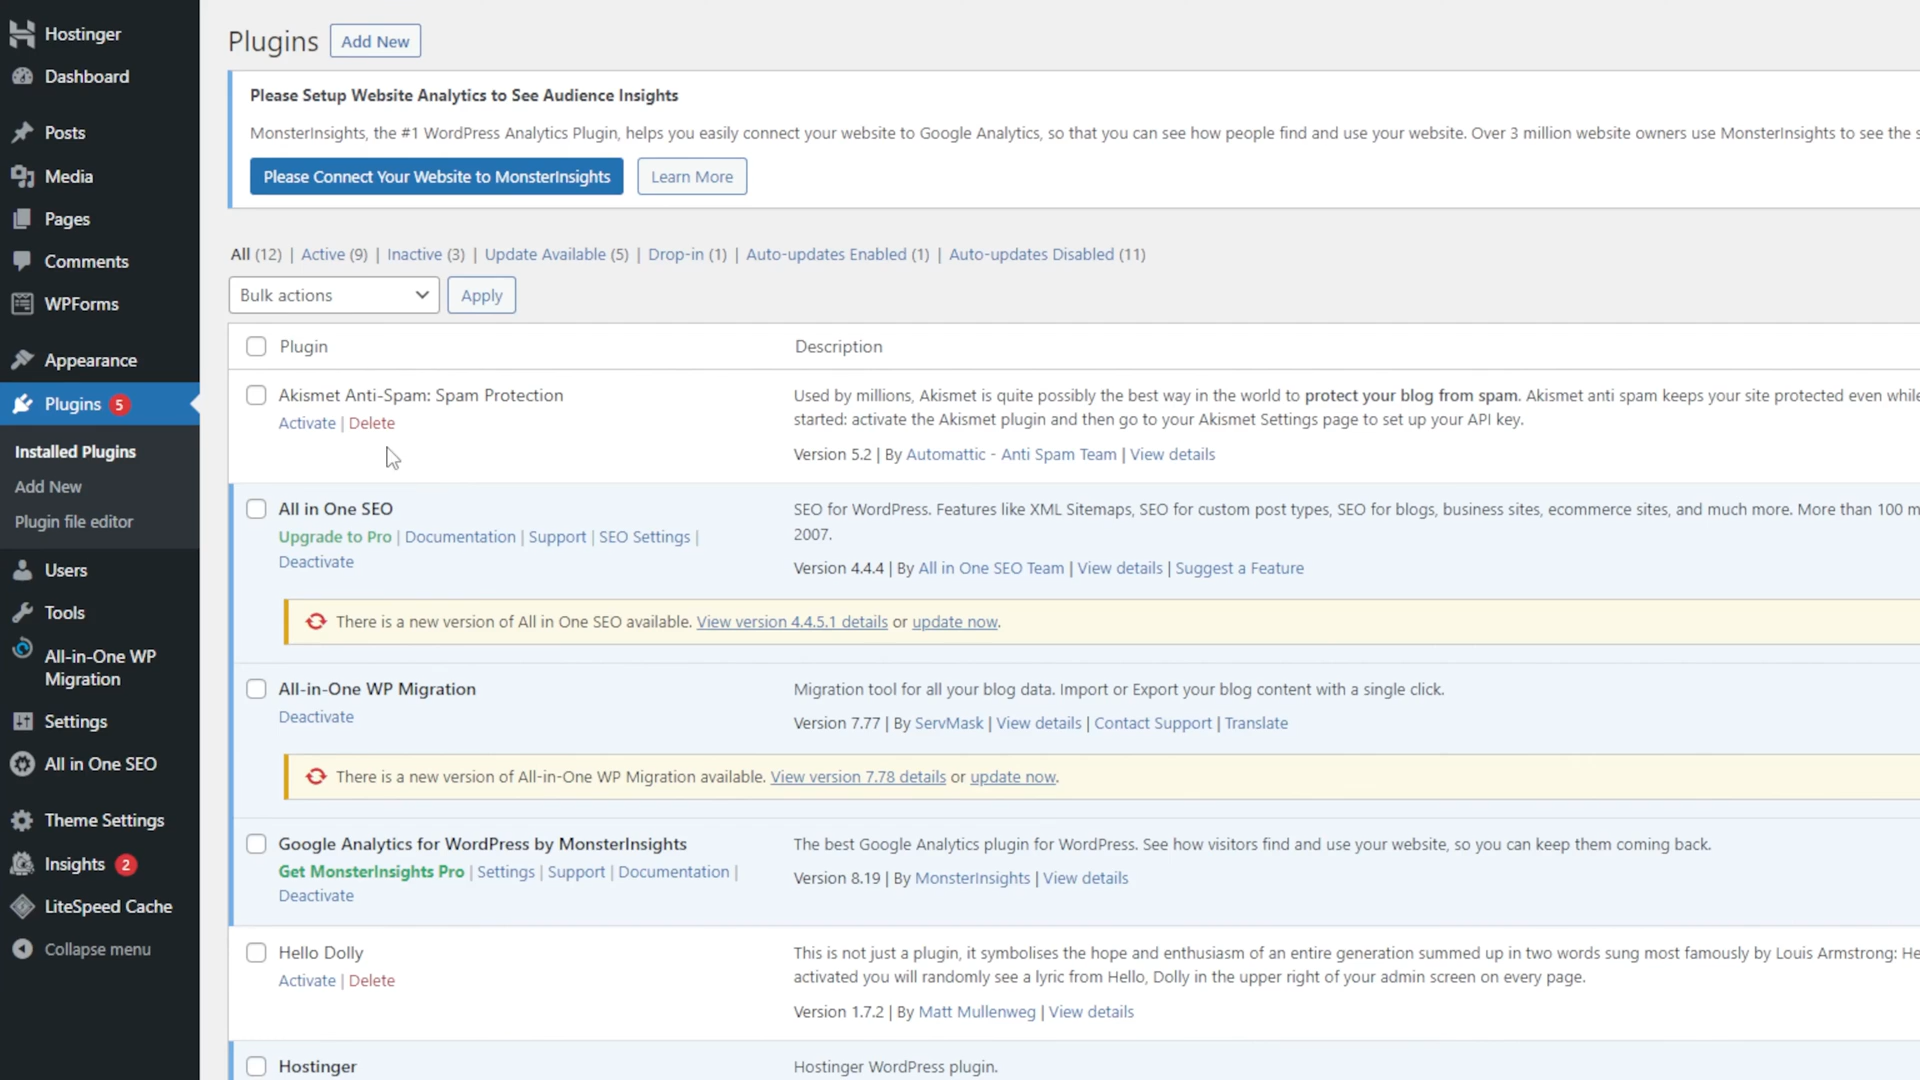 Hostinger
Dashboard
Posts
Media
Pages
Comments
WPForms
Appearance
Plugins 5
Installed Plugins
Add New
Plugin file editor
Users
Tools
All-in-One WP
Migration
Settings
All in One SEO
Theme Settings
Insights 2
LiteSpeed Cache
Collapse menu
Plugins Add New
Please Setup Website Analytics to See Audience Insights
MonsterInsights, the #1 WordPress Analytics Plugin, helps you easily connect your website to Google Analytics, so that you can see how people find and use your website. Over 3 million website owners use MonsterInsights to see the s
Please Connect Your Website to MonsterInsights Learn More
All (12) | Active (9) | Inactive (3) | Update Available (5) | Drop-in (1) | Auto-updates Enabled (1) | Auto-updates Disabled (11)
Bulk actions Apply
Plugin Description
Akismet Anti-Spam: Spam Protection
Activate | Delete
Used by millions, Akismet is quite possibly the best way in the world to protect your blog from spam. Akismet anti spam keeps your site protected even while
started: activate the Akismet plugin and then go to your Akismet Settings page to set up your API key.
Version 5.2 | By Automattic - Anti Spam Team | View details
All in One SEO
Upgrade to Pro | Documentation | Support | SEO Settings |
Deactivate
SEO for WordPress. Features like XML Sitemaps, SEO for custom post types, SEO for blogs, business sites, ecommerce sites, and much more. More than 100 m
2007.
Version 4.4.4 | By All in One SEO Team | View details | Suggest a Feature
There is a new version of All in One SEO available. View version 4.4.5.1 details or update now.
All-in-One WP Migration
Deactivate
Migration tool for all your blog data. Import or Export your blog content with a single click.
Version 7.77 | By ServMask | View details | Contact Support | Translate
There is a new version of All-in-One WP Migration available. View version 7.78 details or update now.
Google Analytics for WordPress by MonsterInsights
Get MonsterInsights Pro | Settings | Support | Documentation |
Deactivate
The best Google Analytics plugin for WordPress. See how visitors find and use your website, so you can keep them coming back.
Version 8.19 | By MonsterInsights | View details
Hello Dolly
Activate | Delete
This is not just a plugin, it symbolises the hope and enthusiasm of an entire generation summed up in two words sung most famously by Louis Armstrong: He
activated you will randomly see a lyric from Hello, Dolly in the upper right of your admin screen on every page.
Version 1.7.2 | By Matt Mullenweg | View details
Hostinger
Hostinger WordPress plugin.